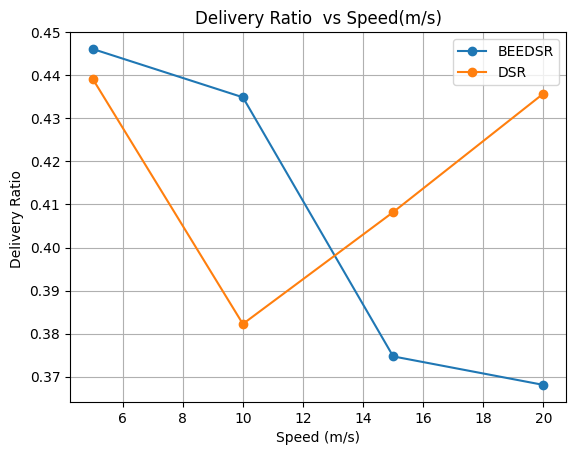 Delivery Ratio  vs Speed(m/s)
BEEDSR
DSR
Delivery Ratio
0.45
0.44
0.43
0.42
0.41
0.40
0.39
0.38
0.37
6 8 10 12 14 16 18 20
Speed (m/s)